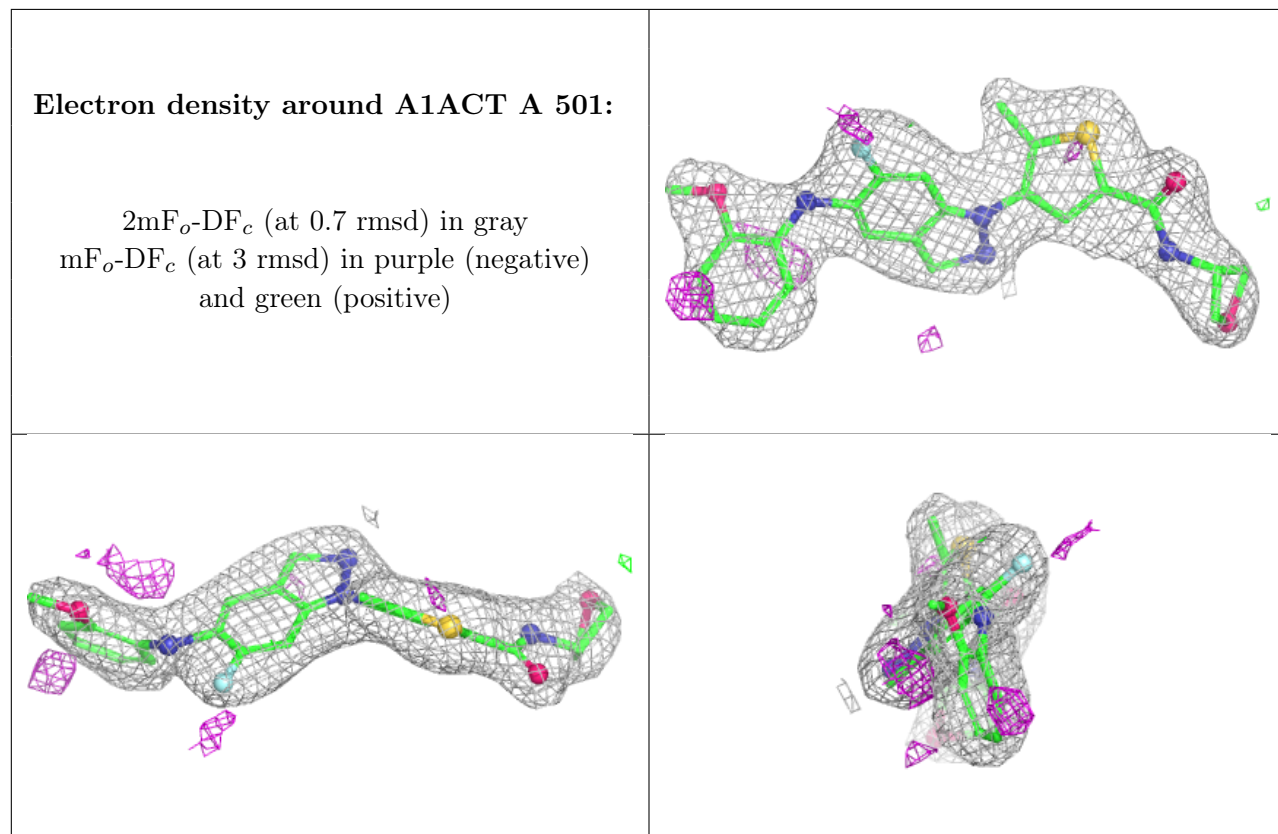 Electron density around A1ACT A 501:
2mFo-DFc (at 0.7 rmsd) in gray
mFo-DFc (at 3 rmsd) in purple (negative)
and green (positive)